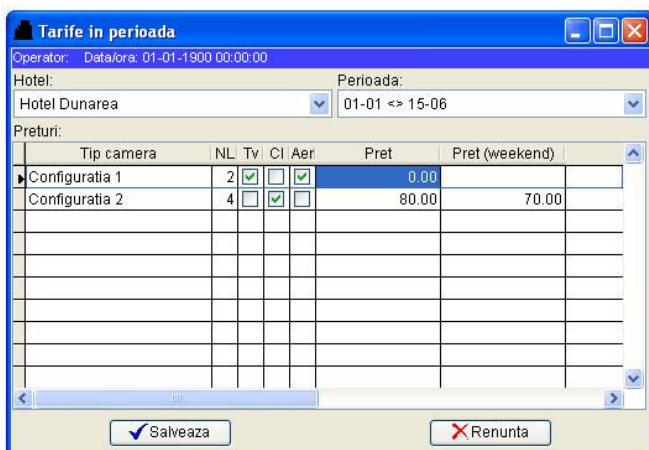 Tarife in perioada
Operator: Data/ora: 01-01-1900 00:00:00
Hotel: Perioada:
Hotel Dunarea 01-01 <> 15-06
Preturi:
Tip camera NL Tv Cl Aer Pret Pret (weekend)
Configuratia 1 2 0.00
Configuratia 2 4 80.00 70.00
Salveaza Renunta